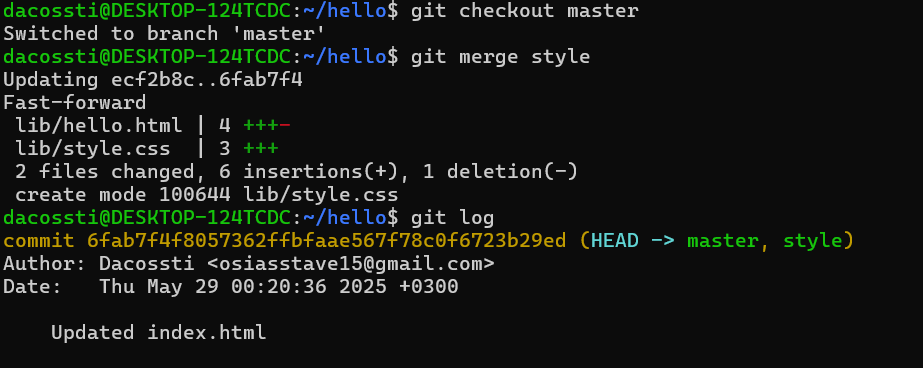 dacossti@DESKTOP-124TCDC:~/hello$ git checkout master
Switched to branch 'master'
dacossti@DESKTOP-124TCDC:~/hello$ git merge style
Updating ecf2b8c..6fab7f4
Fast-forward
 lib/hello.html | 4 +++-
 lib/style.css  | 3 +++
 2 files changed, 6 insertions(+), 1 deletion(-)
 create mode 100644 lib/style.css
dacossti@DESKTOP-124TCDC:~/hello$ git log
commit 6fab7f4f8057362ffbfaae567f78c0f6723b29ed (HEAD -> master, style)
Author: Dacossti <osiasstave15@gmail.com>
Date:   Thu May 29 00:20:36 2025 +0300
    Updated index.html